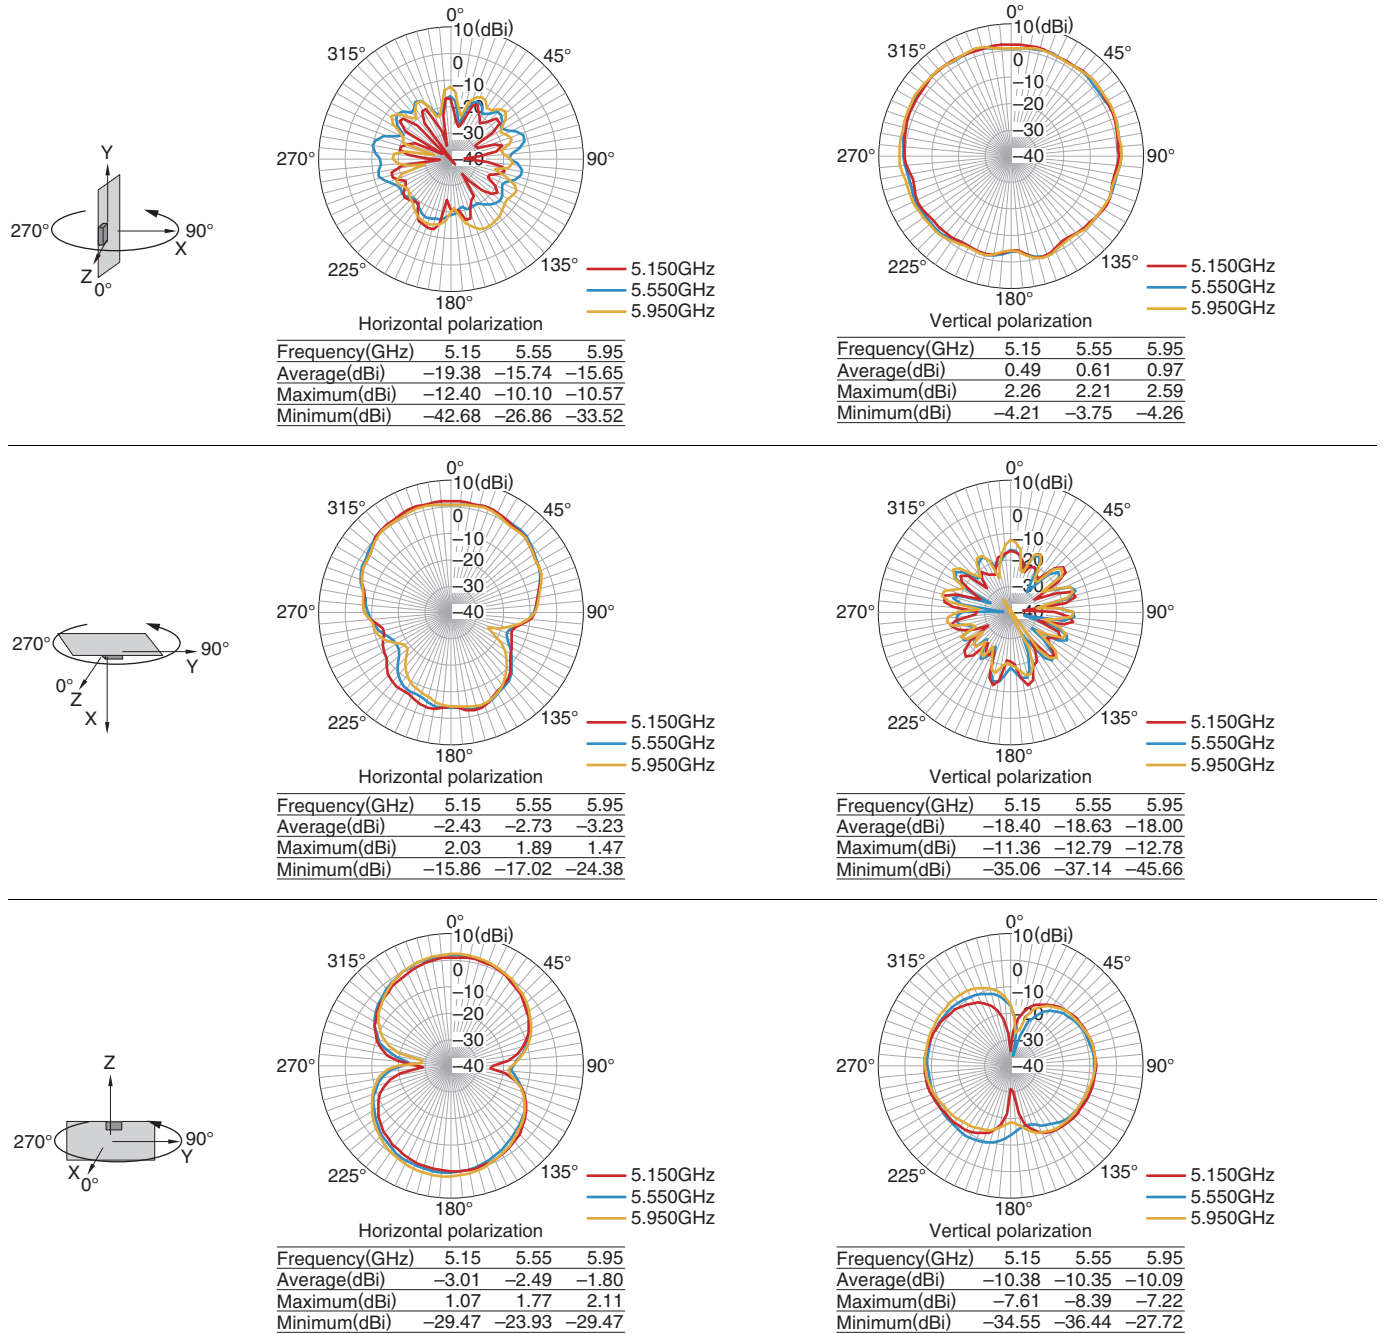 0°
10(dBi)
315°
45°
0
−10
−20
−30
−40
270°
90°
225°
135°
180°
5.150GHz
5.550GHz
5.950GHz
Horizontal polarization
Frequency(GHz) 5.15 5.55 5.95
Average(dBi) −19.38 −15.74 −15.65
Maximum(dBi) −12.40 −10.10 −10.57
Minimum(dBi) −42.68 −26.86 −33.52
0°
10(dBi)
315°
45°
0
−10
−20
−30
−40
270°
90°
225°
135°
180°
5.150GHz
5.550GHz
5.950GHz
Vertical polarization
Frequency(GHz) 5.15 5.55 5.95
Average(dBi) 0.49 0.61 0.97
Maximum(dBi) 2.26 2.21 2.59
Minimum(dBi) −4.21 −3.75 −4.26
Y
270°
90°
X
Z
0°
0°
10(dBi)
315°
45°
0
−10
−20
−30
−40
270°
90°
225°
135°
180°
5.150GHz
5.550GHz
5.950GHz
Horizontal polarization
Frequency(GHz) 5.15 5.55 5.95
Average(dBi) −2.43 −2.73 −3.23
Maximum(dBi) 2.03 1.89 1.47
Minimum(dBi) −15.86 −17.02 −24.38
0°
10(dBi)
315°
45°
0
−10
−20
−30
−40
270°
90°
225°
135°
180°
5.150GHz
5.550GHz
5.950GHz
Vertical polarization
Frequency(GHz) 5.15 5.55 5.95
Average(dBi) −18.40 −18.63 −18.00
Maximum(dBi) −11.36 −12.79 −12.78
Minimum(dBi) −35.06 −37.14 −45.66
270°
90°
Y
0°
Z
X
0°
10(dBi)
315°
45°
0
−10
−20
−30
−40
270°
90°
225°
135°
180°
5.150GHz
5.550GHz
5.950GHz
Horizontal polarization
Frequency(GHz) 5.15 5.55 5.95
Average(dBi) −3.01 −2.49 −1.80
Maximum(dBi) 1.07 1.77 2.11
Minimum(dBi) −29.47 −23.93 −29.47
0°
10(dBi)
315°
45°
0
−10
−20
−30
−40
270°
90°
225°
135°
180°
5.150GHz
5.550GHz
5.950GHz
Vertical polarization
Frequency(GHz) 5.15 5.55 5.95
Average(dBi) −10.38 −10.35 −10.09
Maximum(dBi) −7.61 −8.39 −7.22
Minimum(dBi) −34.55 −36.44 −27.72
Z
270°
90°
Y
X
0°